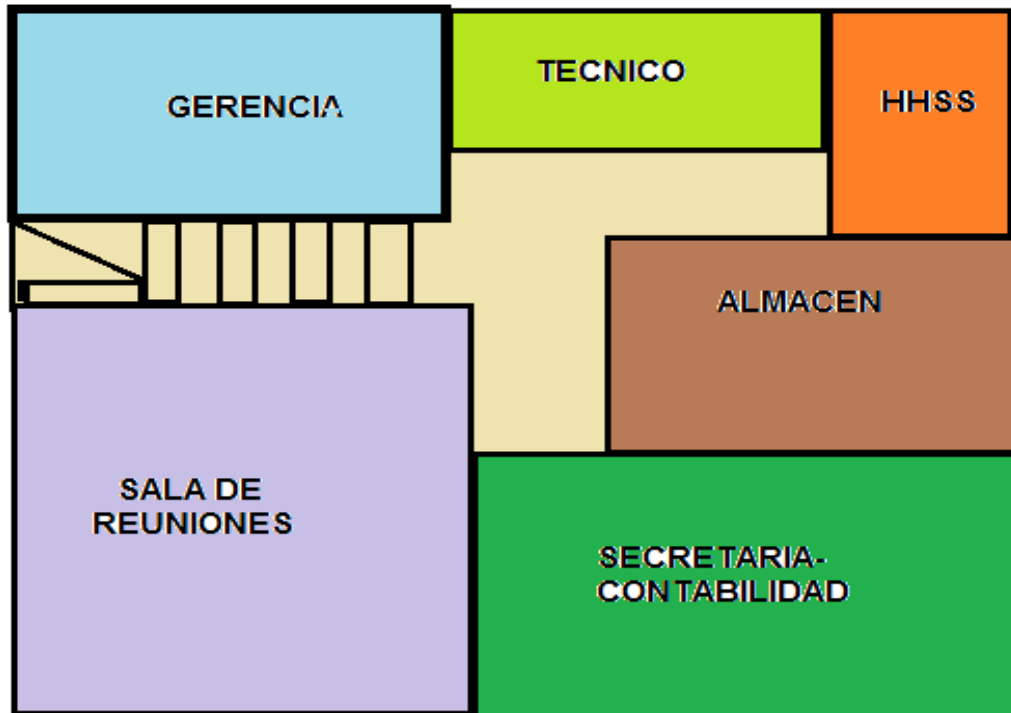 GERENCIA
TECNICO
HHSS
ALMACEN
SALA DE
REUNIONES
SECRETARIA-
CONTABILIDAD